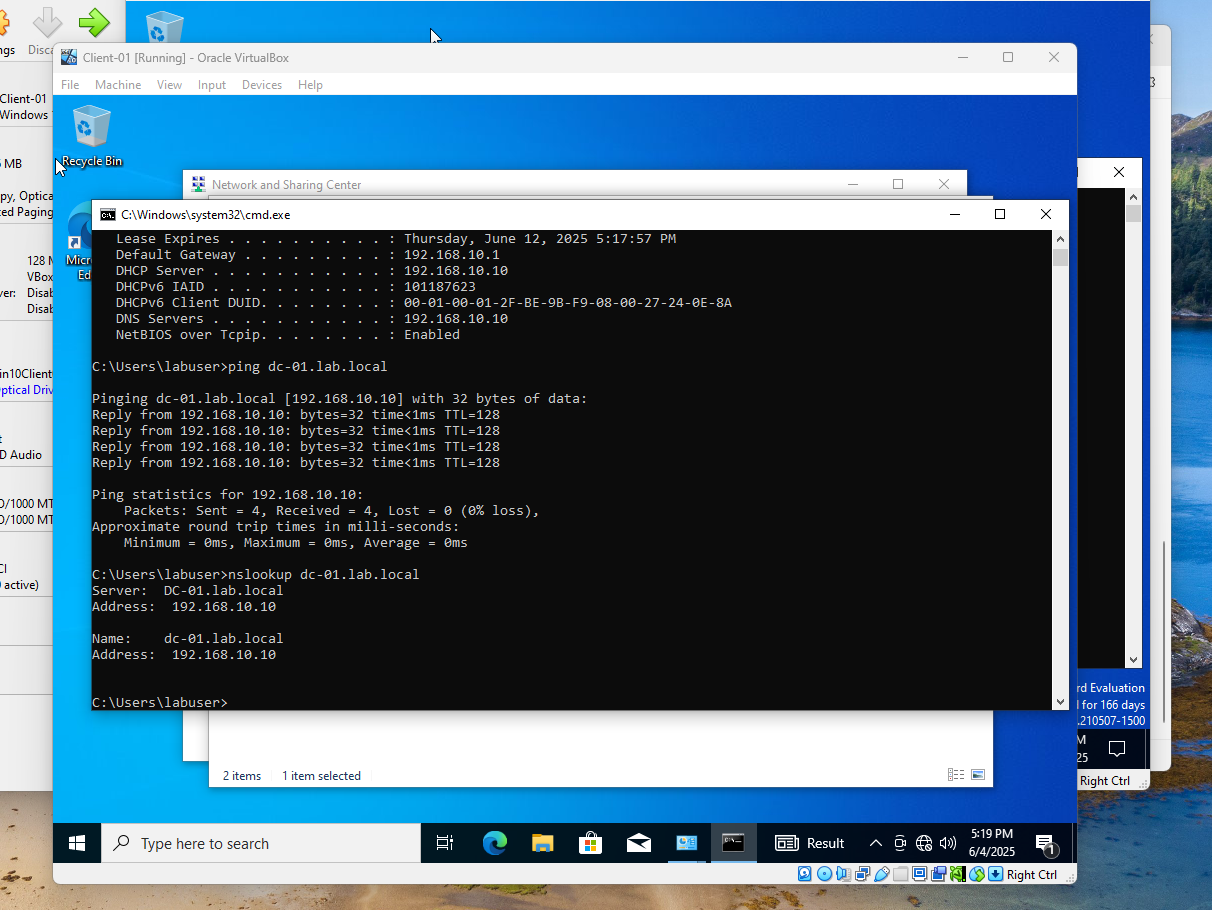 ngs
Disca
Client-01 [Running] - Oracle VirtualBox
File Machine View Input Devices Help
Client-01
Windows
Recycle Bin
MB
Network and Sharing Center
py, Optica
ed Paging
C:\Windows\system32\cmd.exe
Lease Expires . . . . . . . . . . : Thursday, June 12, 2025 5:17:57 PM
Default Gateway . . . . . . . . . : 192.168.10.1
DHCP Server . . . . . . . . . . . : 192.168.10.10
DHCPv6 IAID . . . . . . . . . . . : 101187623
DHCPv6 Client DUID. . . . . . . . : 00-01-00-01-2F-BE-9B-F9-08-00-27-24-0E-8A
DNS Servers . . . . . . . . . . . : 192.168.10.10
NetBIOS over Tcpip. . . . . . . . : Enabled
C:\Users\labuser>ping dc-01.lab.local
Pinging dc-01.lab.local [192.168.10.10] with 32 bytes of data:
Reply from 192.168.10.10: bytes=32 time<1ms TTL=128
Reply from 192.168.10.10: bytes=32 time<1ms TTL=128
Reply from 192.168.10.10: bytes=32 time<1ms TTL=128
Reply from 192.168.10.10: bytes=32 time<1ms TTL=128
Ping statistics for 192.168.10.10:
Packets: Sent = 4, Received = 4, Lost = 0 (0% loss),
Approximate round trip times in milli-seconds:
Minimum = 0ms, Maximum = 0ms, Average = 0ms
C:\Users\labuser>nslookup dc-01.lab.local
Server: DC-01.lab.local
Address: 192.168.10.10
Name: dc-01.lab.local
Address: 192.168.10.10
C:\Users\labuser>
Micr
Ed
128 M
VBox
ver: Disab
Disab
in10Client
ptical Driv
t
D Audio
0/1000 MT
0/1000 MT
CI
active)
rd Evaluation
for 166 days
.210507-1500
M
25
Right Ctrl
2 items 1 item selected
Type here to search
Result
5:19 PM
6/4/2025
1
Right Ctrl